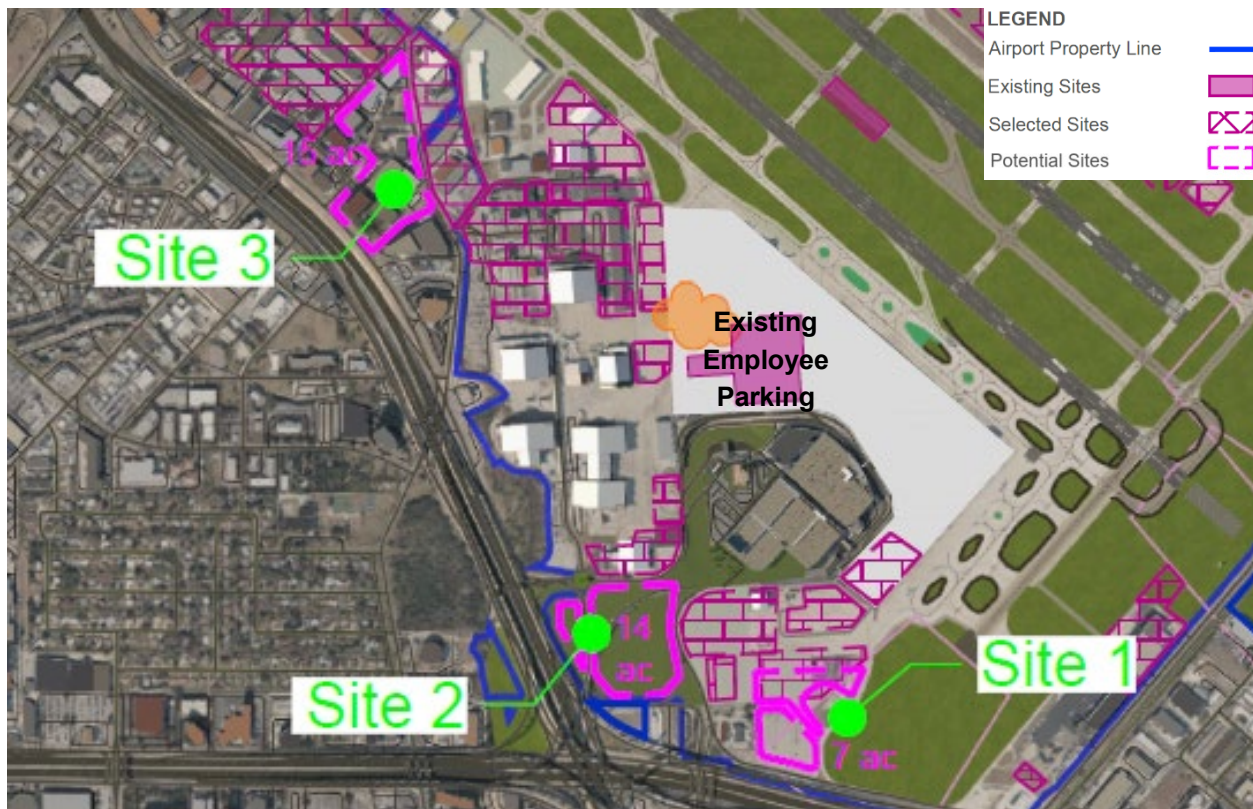 LEGEND
Airport Property Line
Existing Sites
Selected Sites
Potential Sites
15 ac
Site 3
Existing
Employee
Parking
14
ac
Site 2
Site 1
7 ac